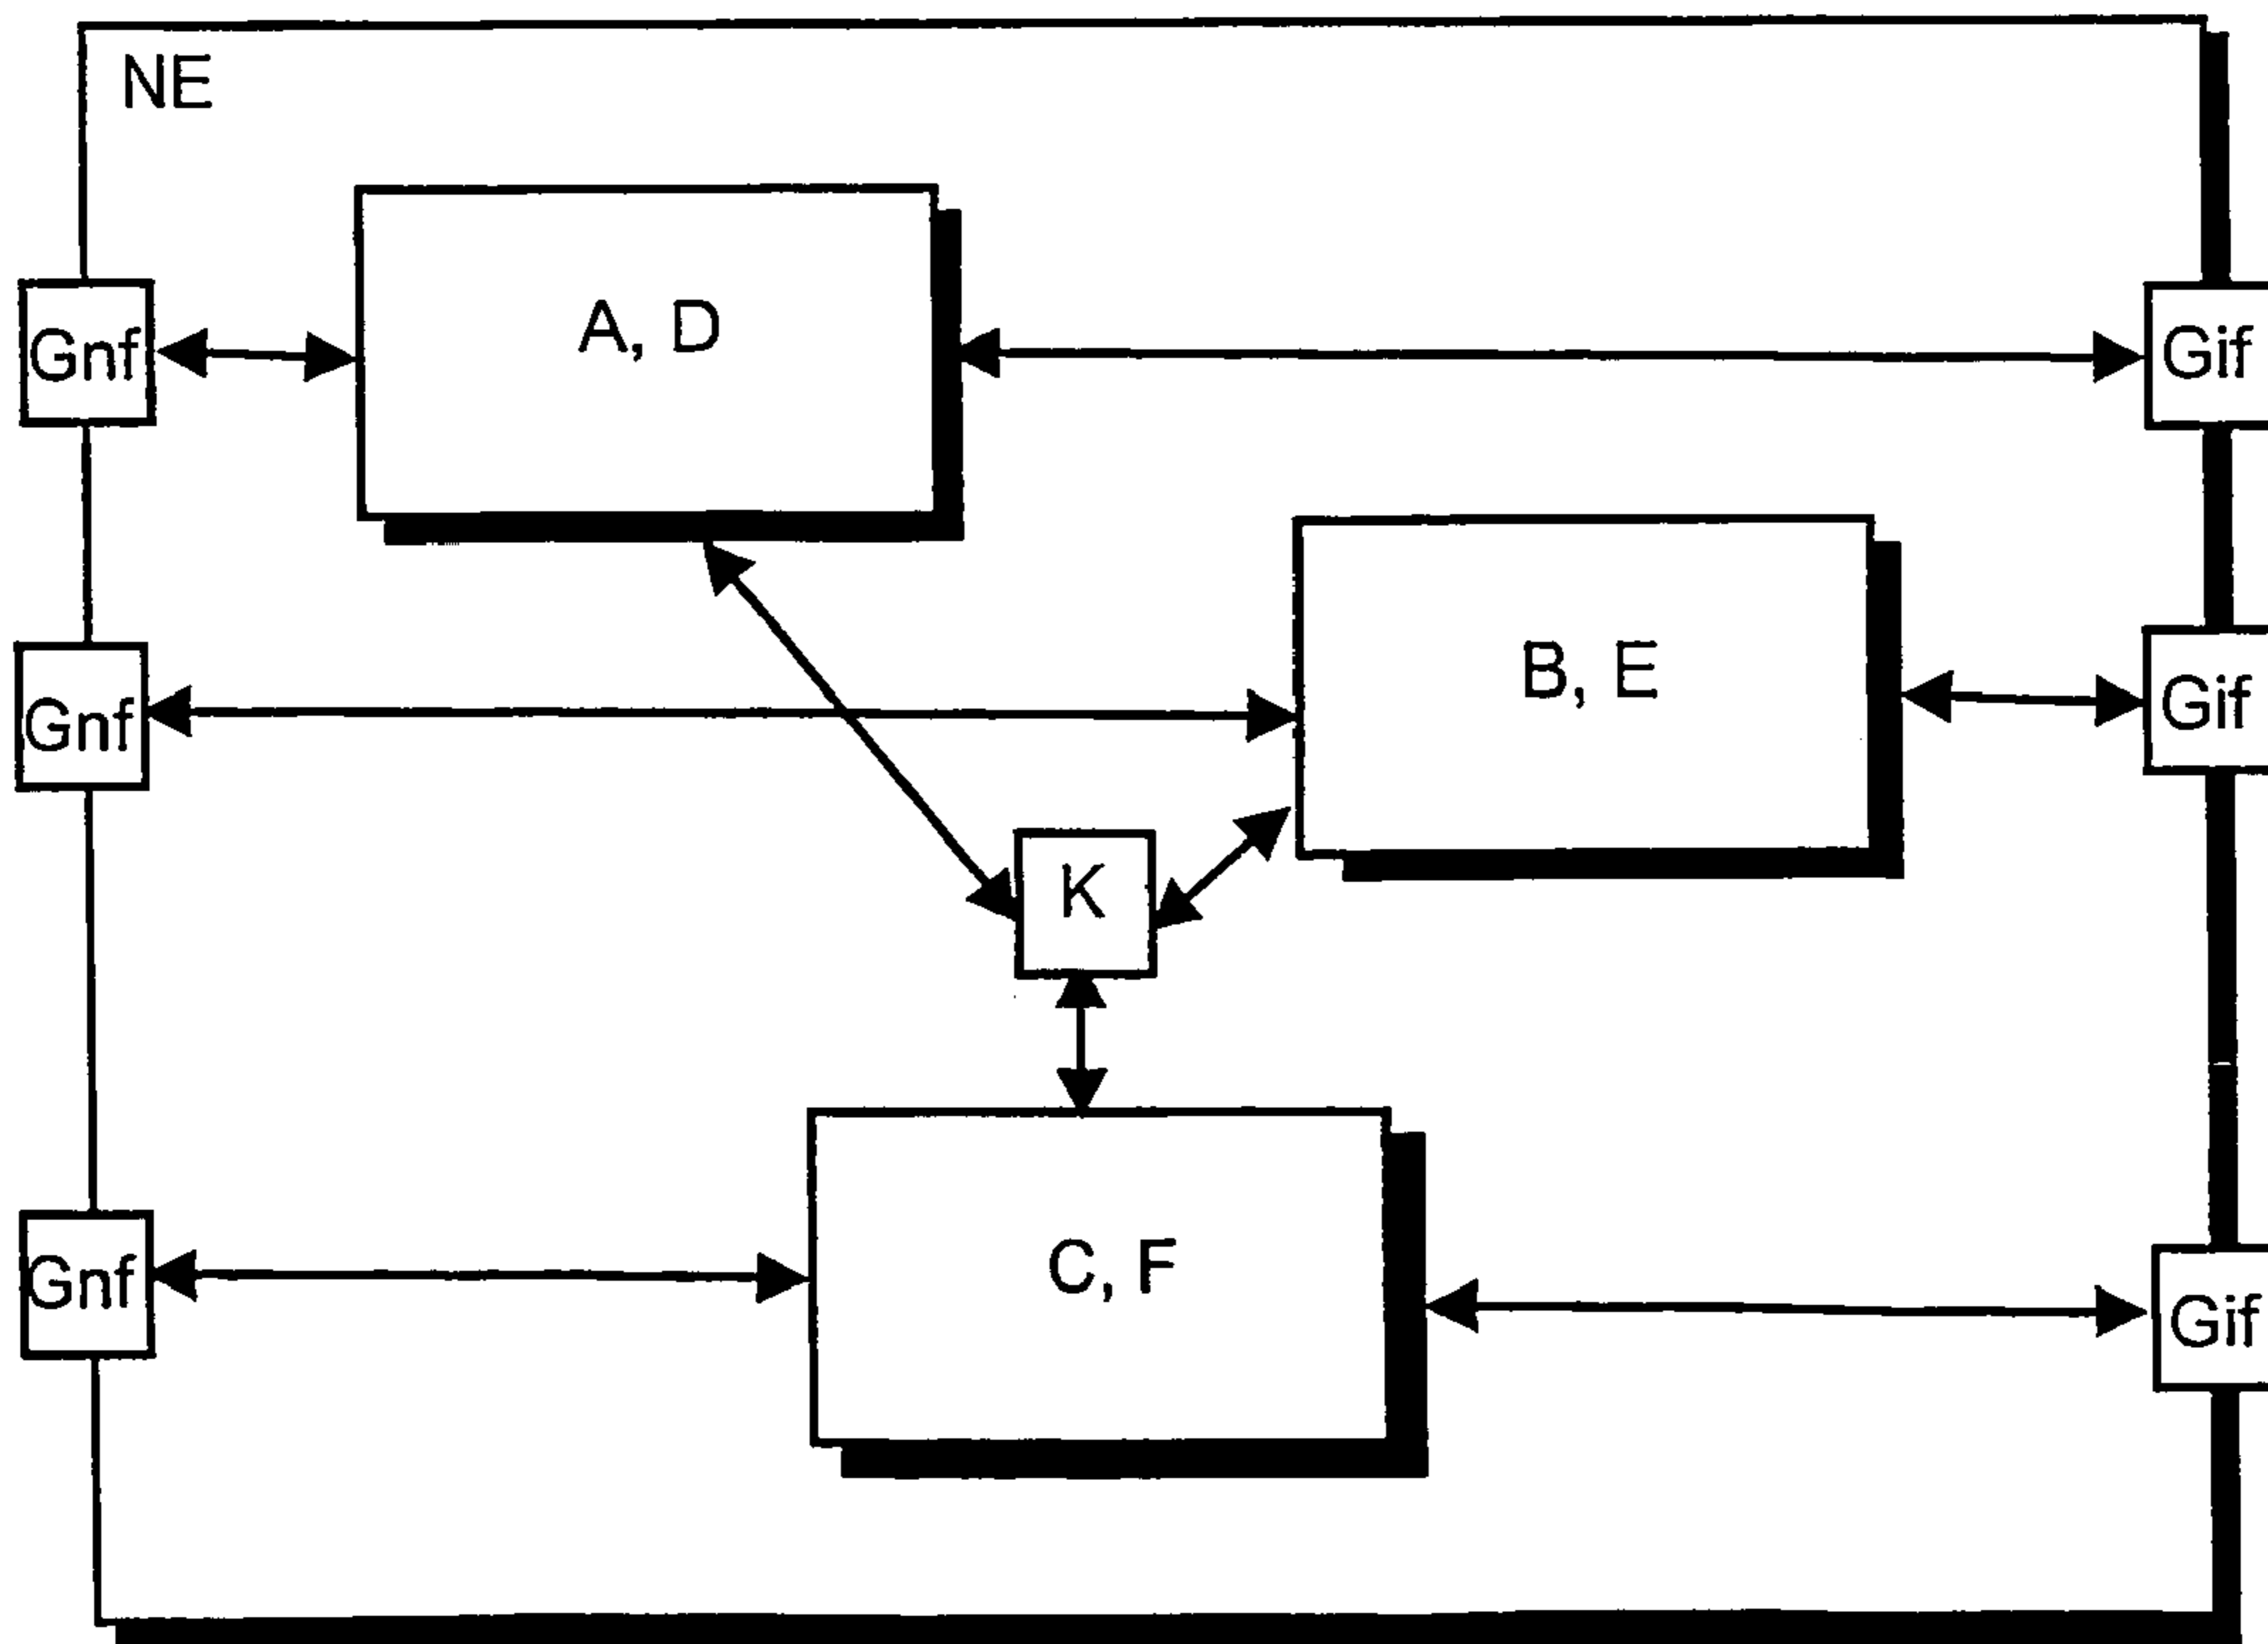 NE
A, D
Gnf
Gif
B, E
Gnf
Gif
K
Gnf
C, F
Gif